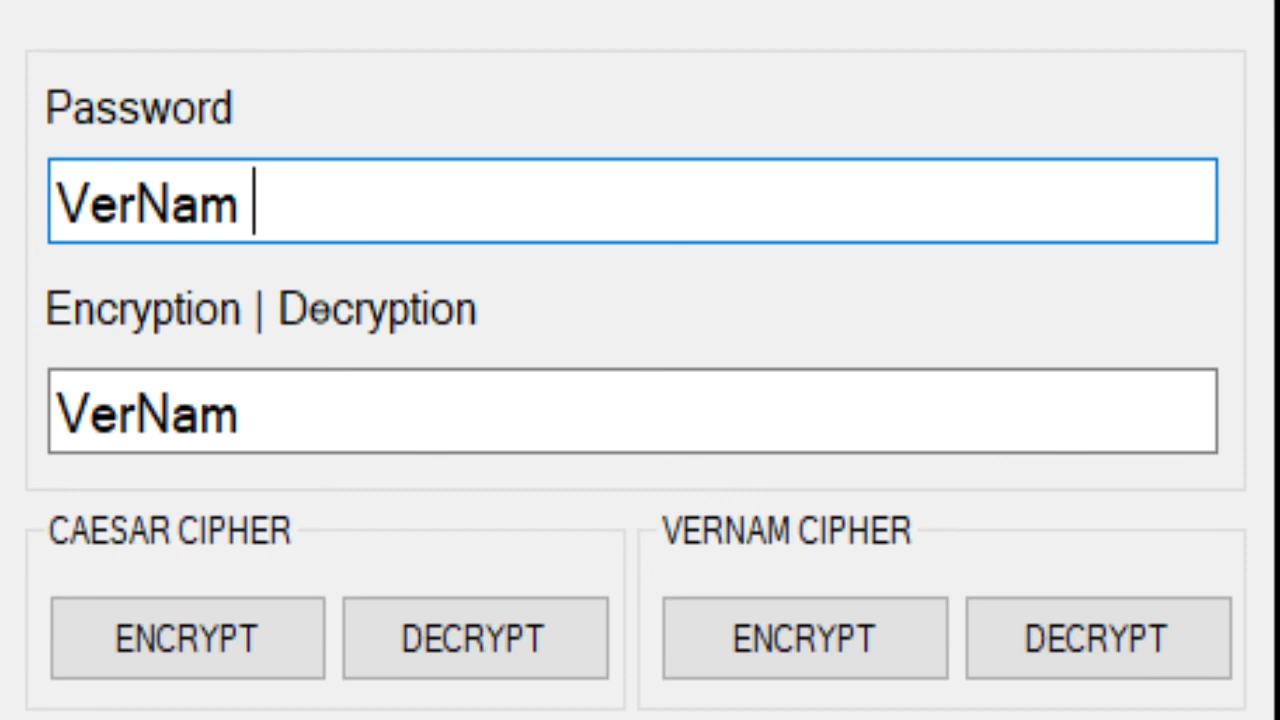 Password
VerNam
Encryption | Decryption
VerNam
CAESAR CIPHER VERNAM CIPHER
ENCRYPT DECRYPT ENCRYPT DECRYPT